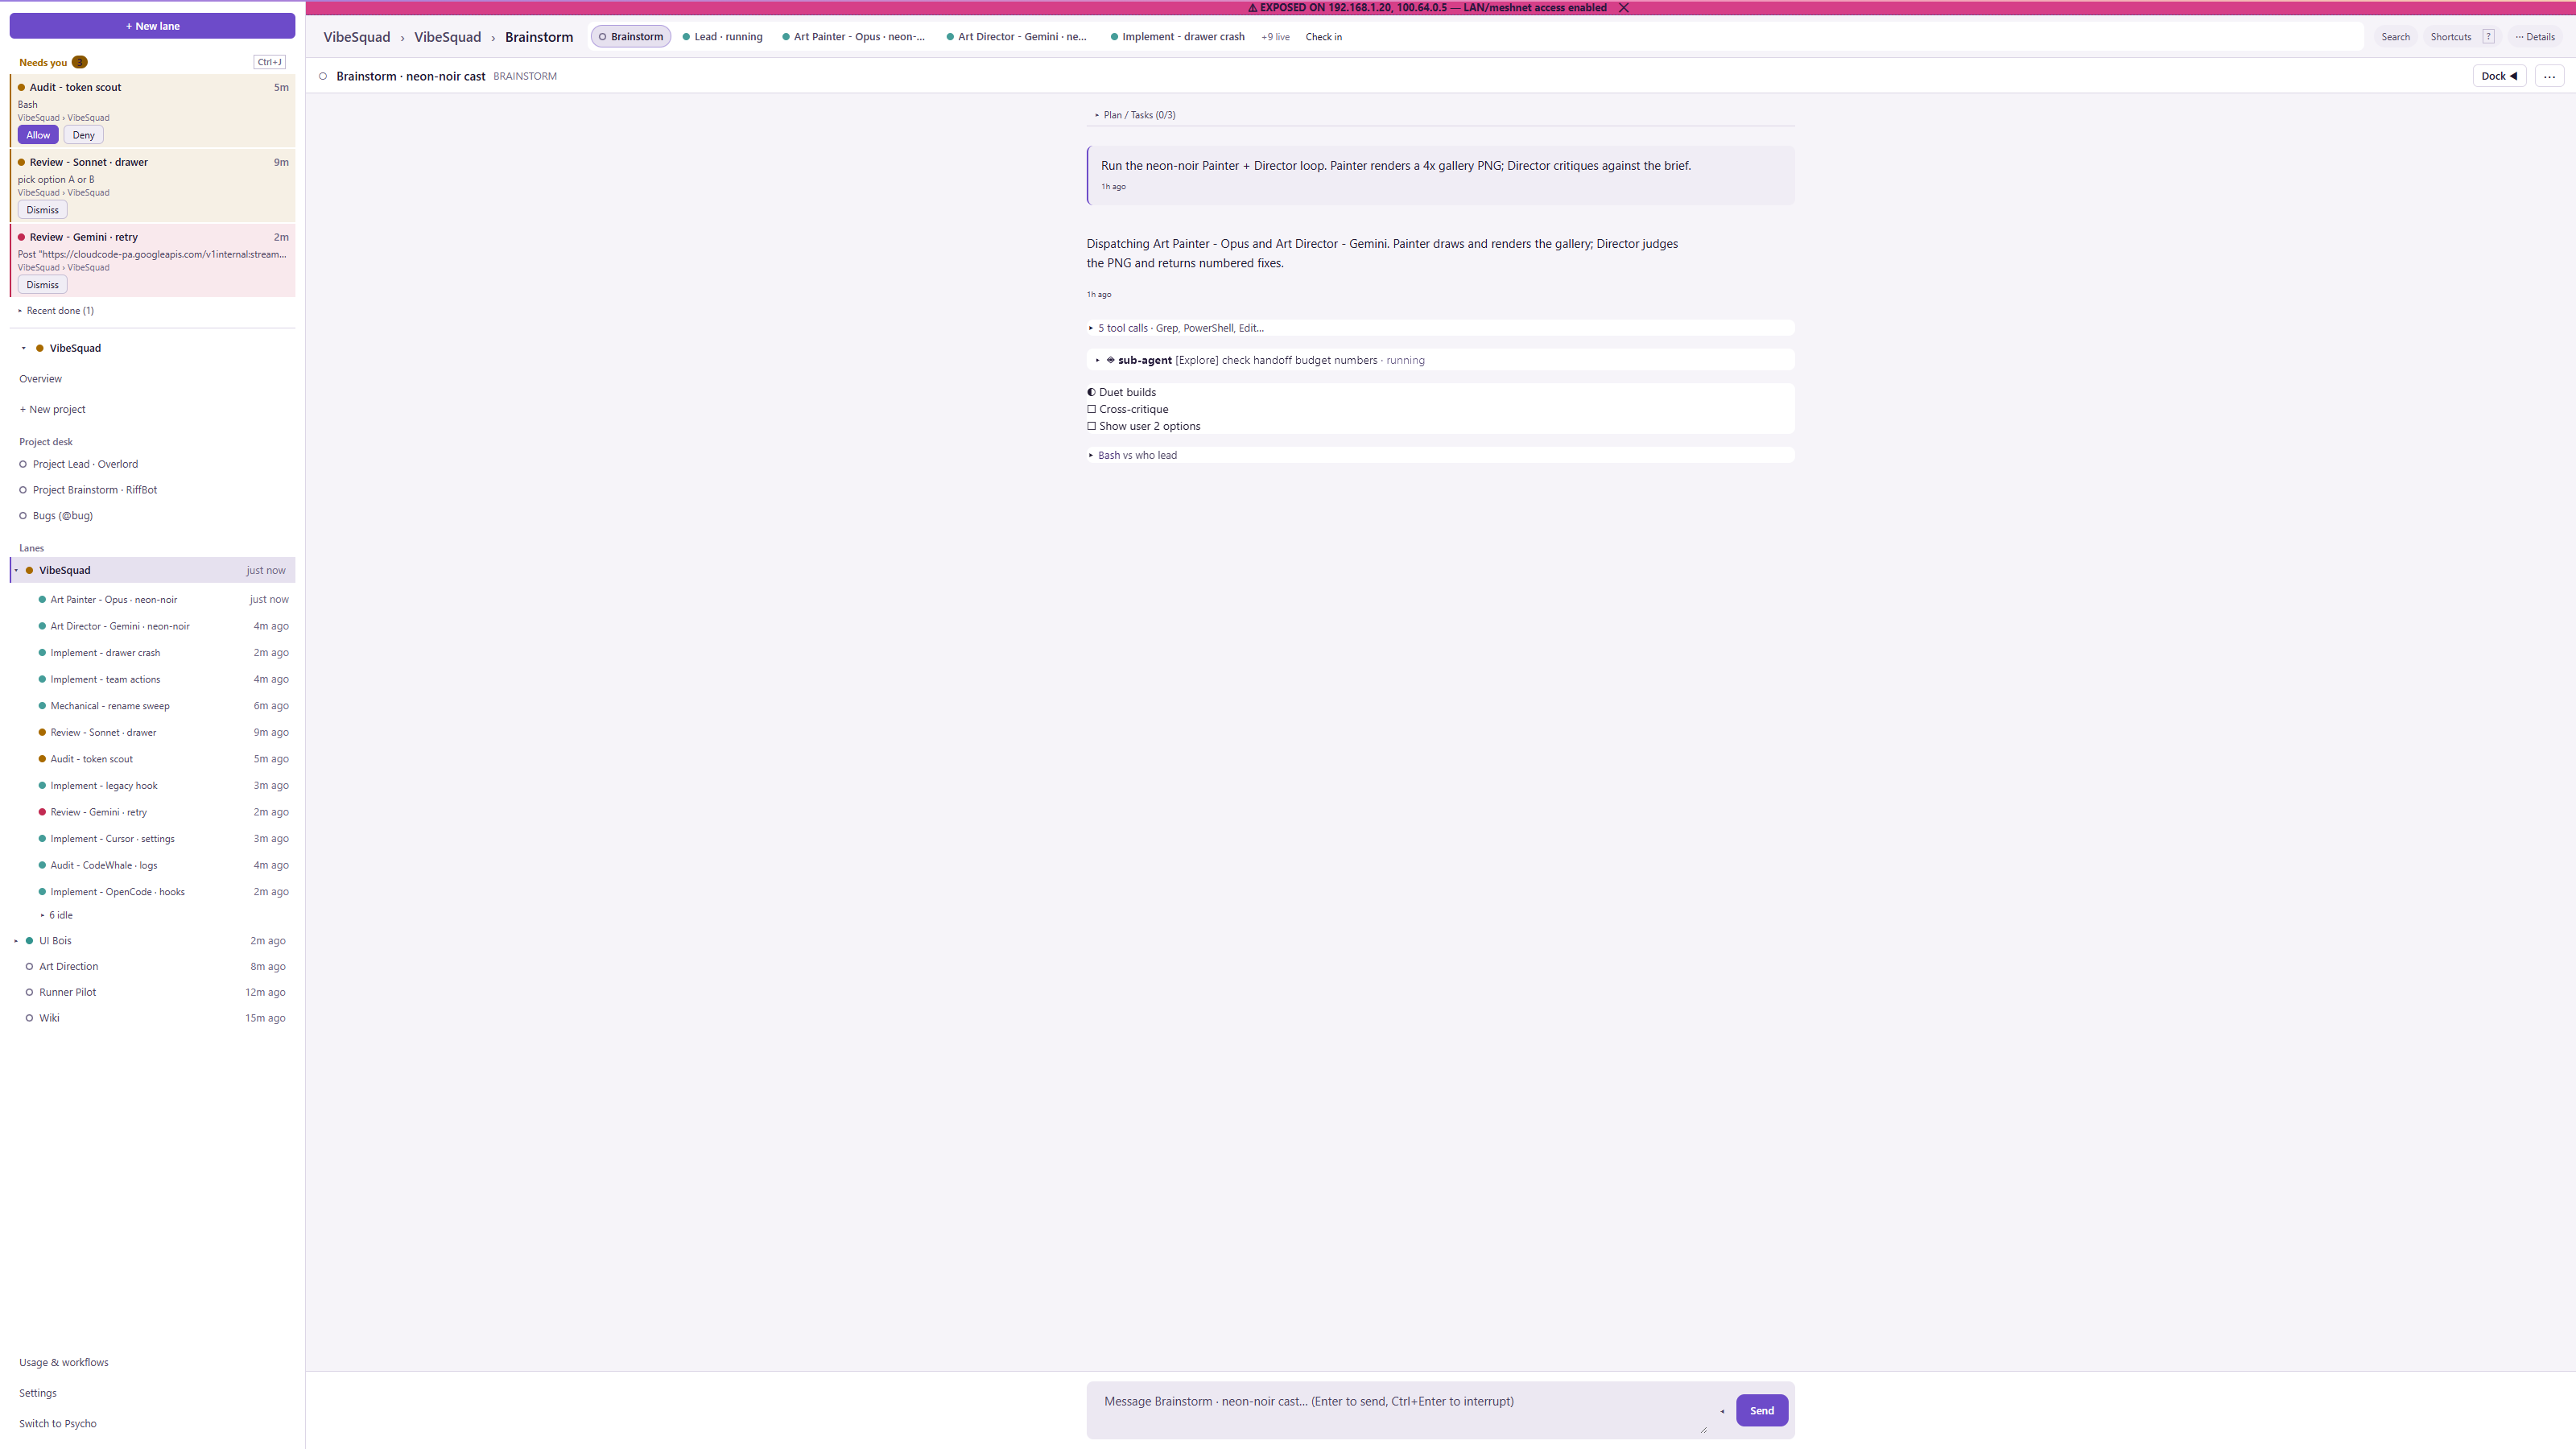 ⚠ EXPOSED ON 192.168.1.20, 100.64.0.5 — LAN/meshnet access enabled
+ New lane
Needs you 3 Ctrl+J
Audit - token scout 5m
Bash
VibeSquad › VibeSquad
Allow Deny
Review - Sonnet · drawer 9m
pick option A or B
VibeSquad › VibeSquad
Dismiss
Review - Gemini · retry 2m
Post "https://cloudcode-pa.googleapis.com/v1internal:stream...
VibeSquad › VibeSquad
Dismiss
Recent done (1)
VibeSquad
Overview
+ New project
Project desk
Project Lead · Overlord
Project Brainstorm · RiffBot
Bugs (@bug)
Lanes
VibeSquad just now
Art Painter - Opus · neon-noir just now
Art Director - Gemini · neon-noir 4m ago
Implement - drawer crash 2m ago
Implement - team actions 4m ago
Mechanical - rename sweep 6m ago
Review - Sonnet · drawer 9m ago
Audit - token scout 5m ago
Implement - legacy hook 3m ago
Review - Gemini · retry 2m ago
Implement - Cursor · settings 3m ago
Audit - CodeWhale · logs 4m ago
Implement - OpenCode · hooks 2m ago
6 idle
UI Bois 2m ago
Art Direction 8m ago
Runner Pilot 12m ago
Wiki 15m ago
Usage & workflows
Settings
Switch to Psycho
VibeSquad › VibeSquad › Brainstorm
Brainstorm Lead · running Art Painter - Opus · neon-... Art Director - Gemini · ne... Implement - drawer crash +9 live Check in
Search Shortcuts ? ··· Details
Brainstorm · neon-noir cast BRAINSTORM
Dock ◀ ...
Plan / Tasks (0/3)
Run the neon-noir Painter + Director loop. Painter renders a 4x gallery PNG; Director critiques against the brief.
1h ago
Dispatching Art Painter - Opus and Art Director - Gemini. Painter draws and renders the gallery; Director judges
the PNG and returns numbered fixes.
1h ago
5 tool calls · Grep, PowerShell, Edit...
sub-agent [Explore] check handoff budget numbers · running
◐ Duet builds
☐ Cross-critique
☐ Show user 2 options
Bash vs who lead
Message Brainstorm · neon-noir cast... (Enter to send, Ctrl+Enter to interrupt)
Send